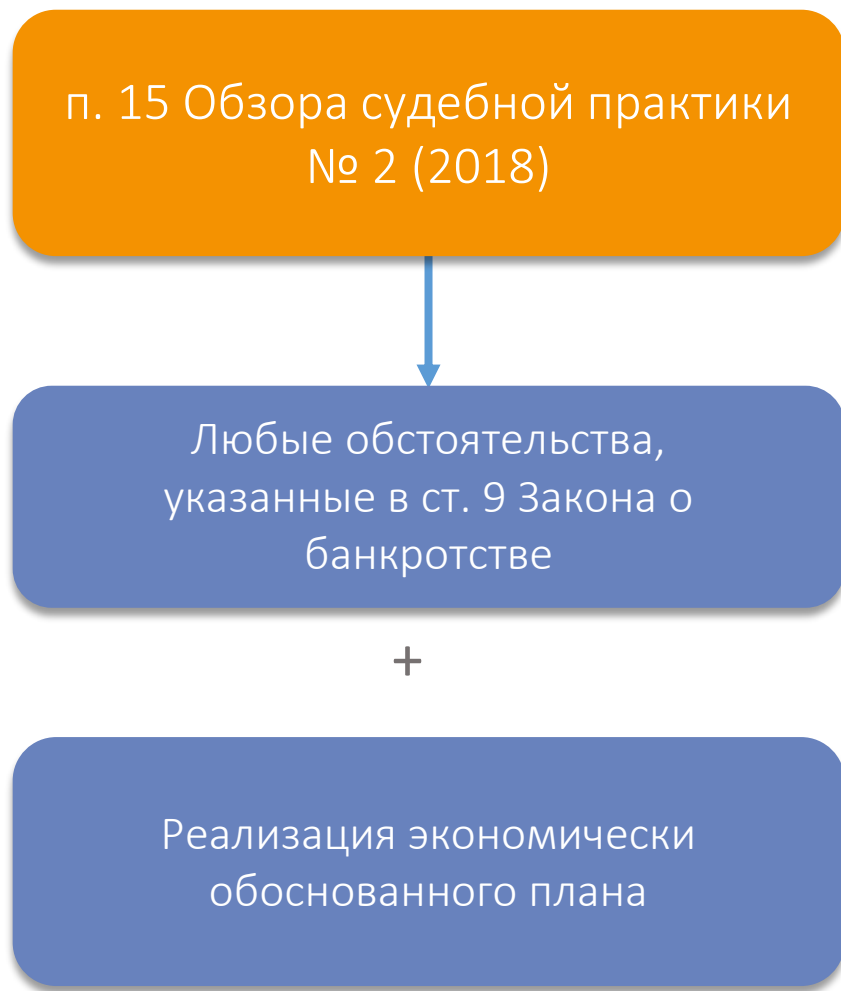 п. 15 Обзора судебной практики
№ 2 (2018)
Любые обстоятельства,
указанные в ст. 9 Закона о
банкротстве
+
Реализация экономически
обоснованного плана